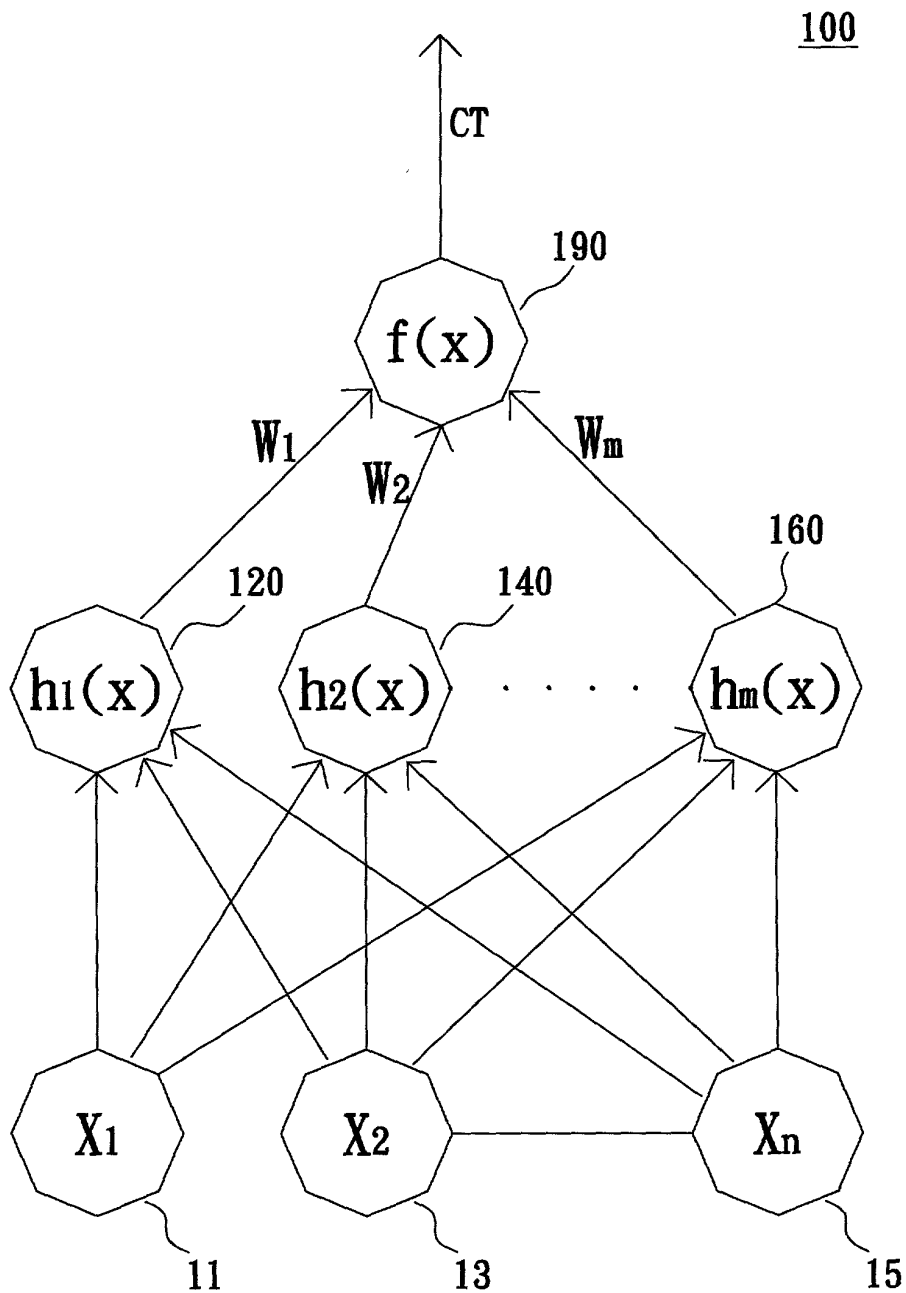 100
CT
190
f(x)
W1
W2
Wm
120
140
160
h1(x)
h2(x)
. . . . .
hm(x)
X1
X2
Xn
11
13
15